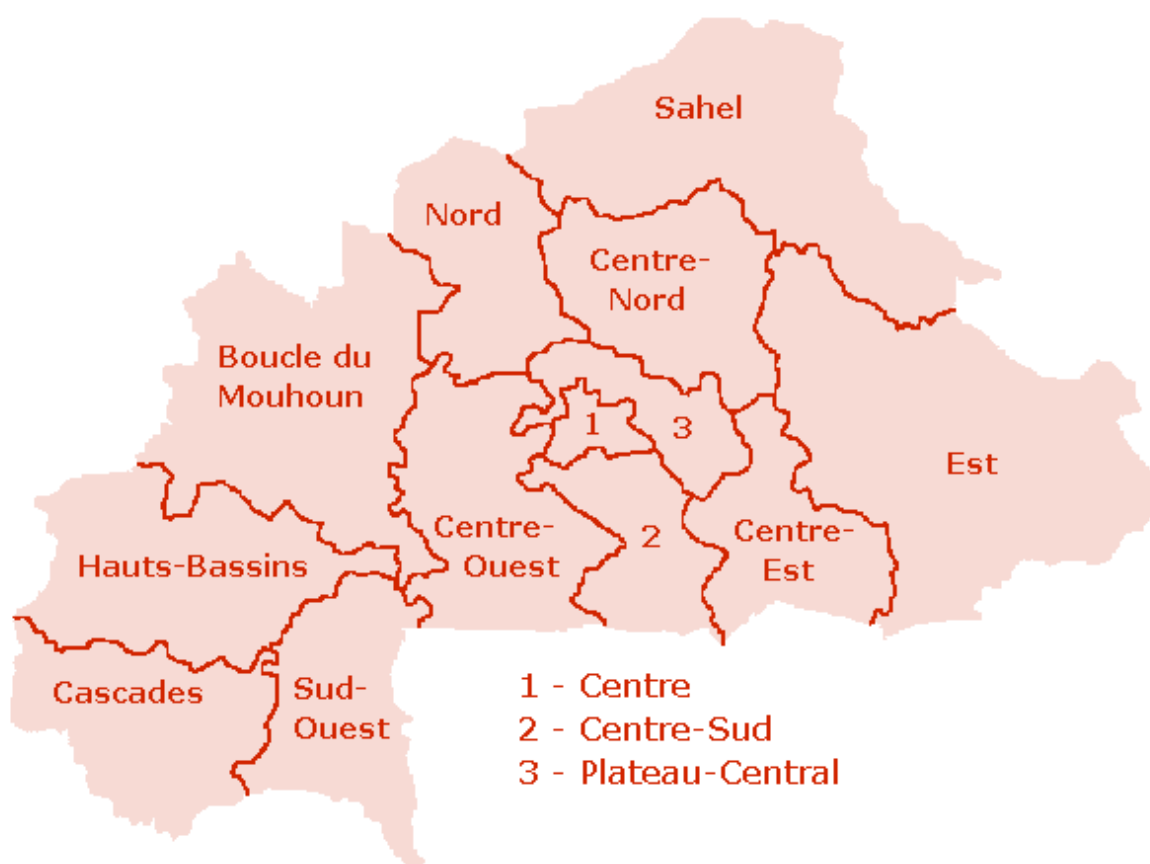 Sahel
Nord
Centre-
Nord
Boucle du
Mouhoun
1
3
Est
Centre-
Ouest
2
Centre-
Est
Hauts-Bassins
Cascades
Sud-
Ouest
1 - Centre
2 - Centre-Sud
3 - Plateau-Central